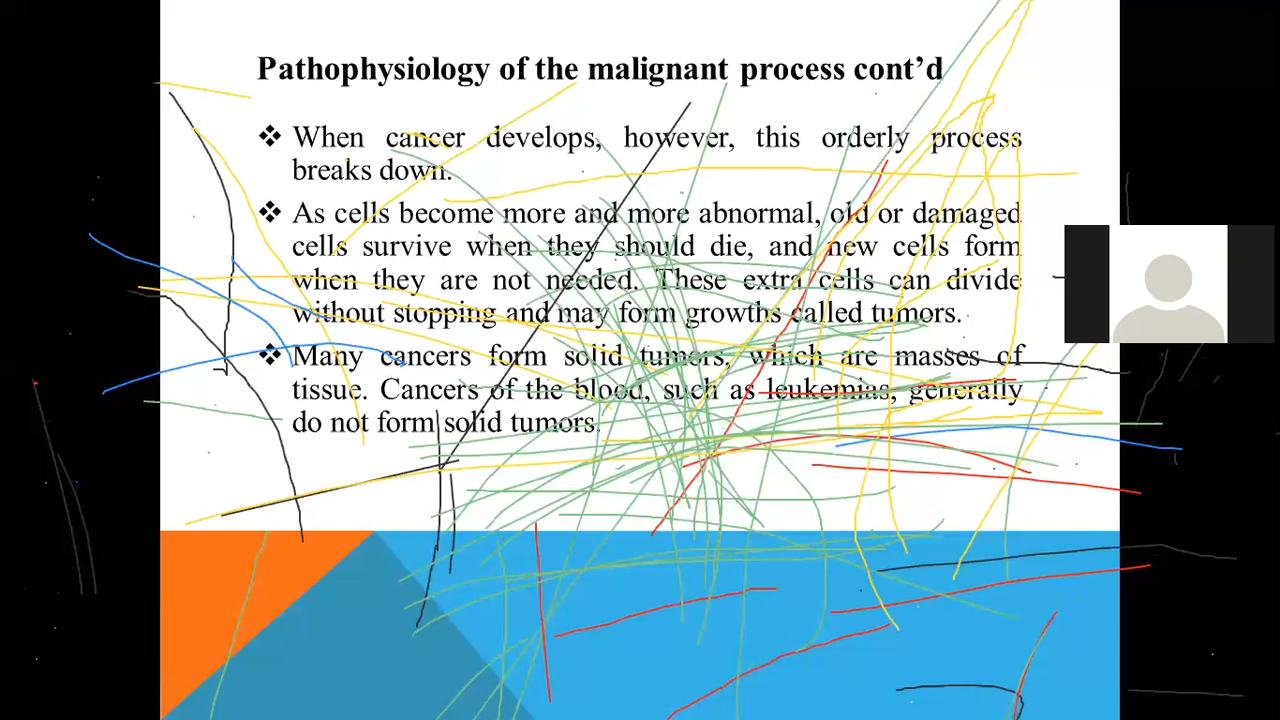 Pathophysiology of the malignant process cont’d
❖ When cancer develops, however, this orderly process
breaks down.
❖ As cells become more and more abnormal, old or damaged
cells survive when they should die, and new cells form
when they are not needed. These extra cells can divide
without stopping and may form growths called tumors.
❖ Many cancers form solid tumors, which are masses of
tissue. Cancers of the blood, such as leukemias, generally
do not form solid tumors.